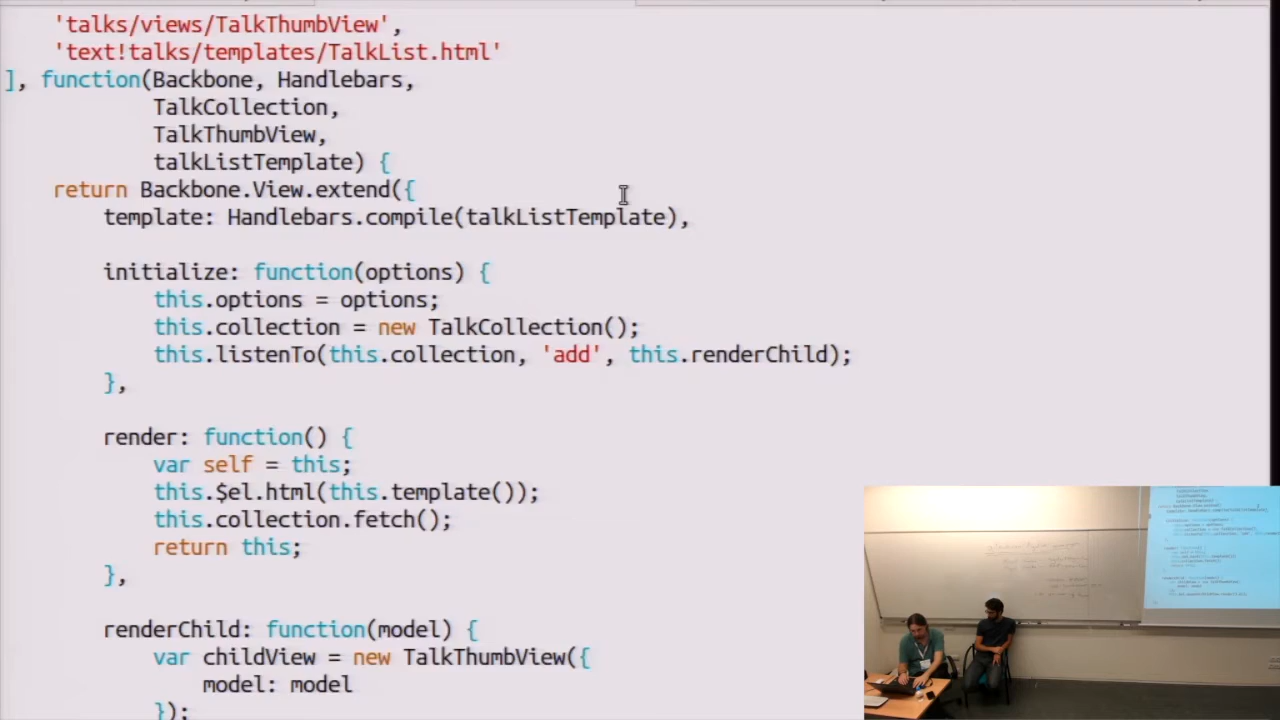 'talks/views/TalkThumbView',
'text!talks/templates/TalkList.html'
], function(Backbone, Handlebars,
TalkCollection,
TalkThumbView,
talkListTemplate) {
return Backbone.View.extend({
template: Handlebars.compile(talkListTemplate),
initialize: function(options) {
this.options = options;
this.collection = new TalkCollection();
this.listenTo(this.collection, 'add', this.renderChild);
},
render: function() {
var self = this;
this.$el.html(this.template());
this.collection.fetch();
return this;
},
renderChild: function(model) {
var childView = new TalkThumbView({
model: model
});